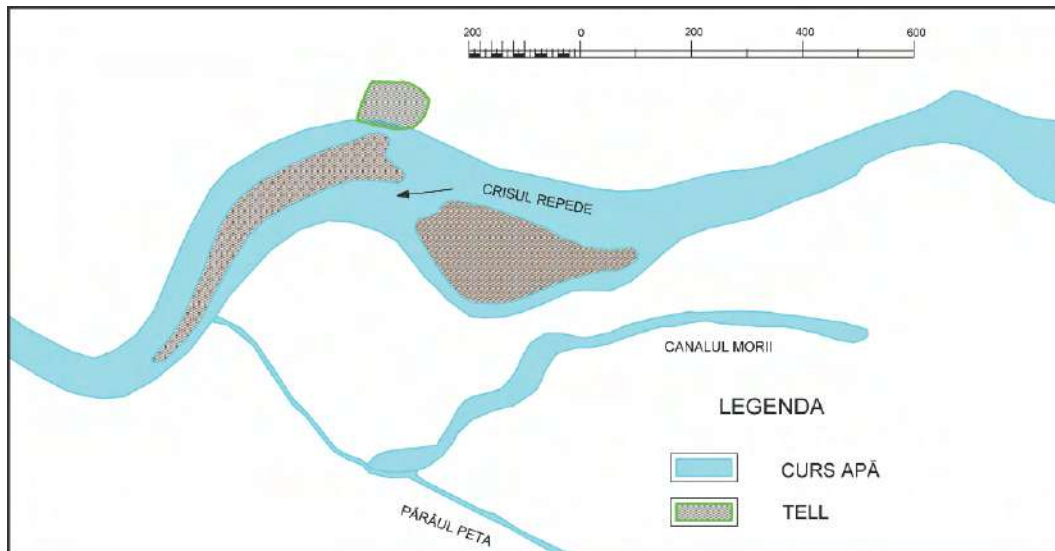 200 0 200 400 600
CRISUL REPEDE
CANALUL MORII
LEGENDA
CURS APĂ
TELL
PÂRÂUL PETA